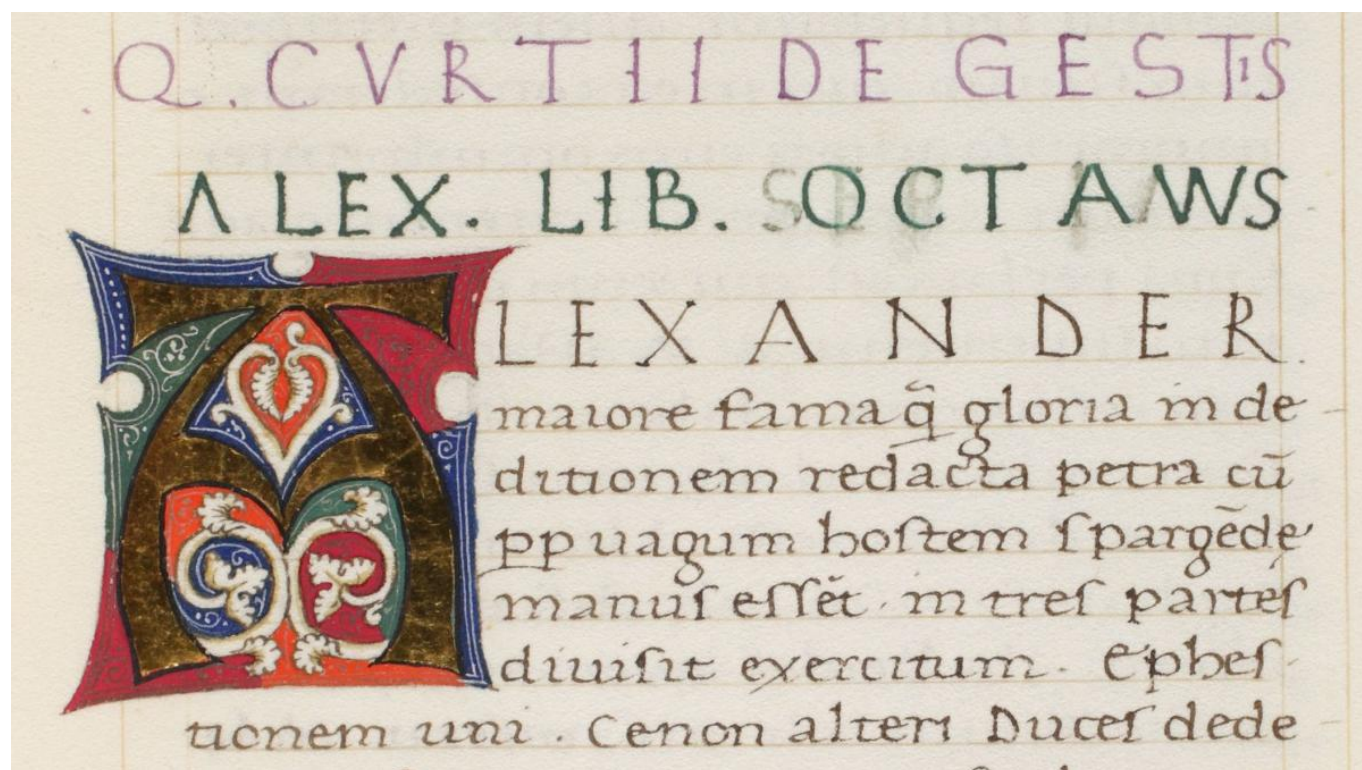 Q. CVRTII DE GESTIS
ALEX. LIB. OCTAVVS
ALEXANDER
maiore fama q̃ gloria in de
ditionem redacta petra cū
pp uagum hoſtem ſpargēde
manuſ eſſēt · in treſ parteſ
diuiſit exercitum · Epheſ
tionem uni · Cenon alteri Duceſ dede